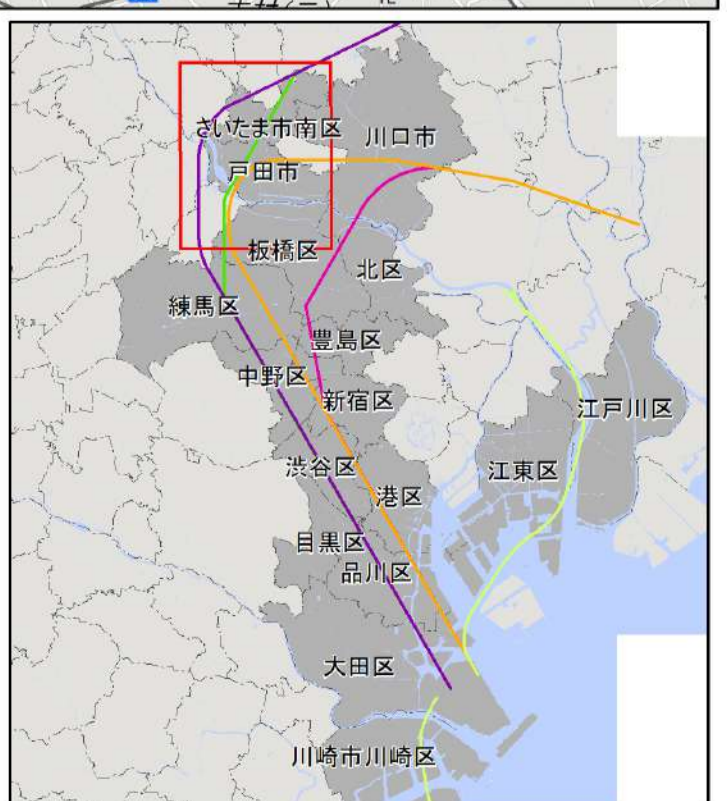 さいたま市南区
川口市
戸田市
板橋区
北区
練馬区
豊島区
中野区
新宿区
江戸川区
渋谷区
江東区
港区
目黒区
品川区
大田区
川崎市川崎区